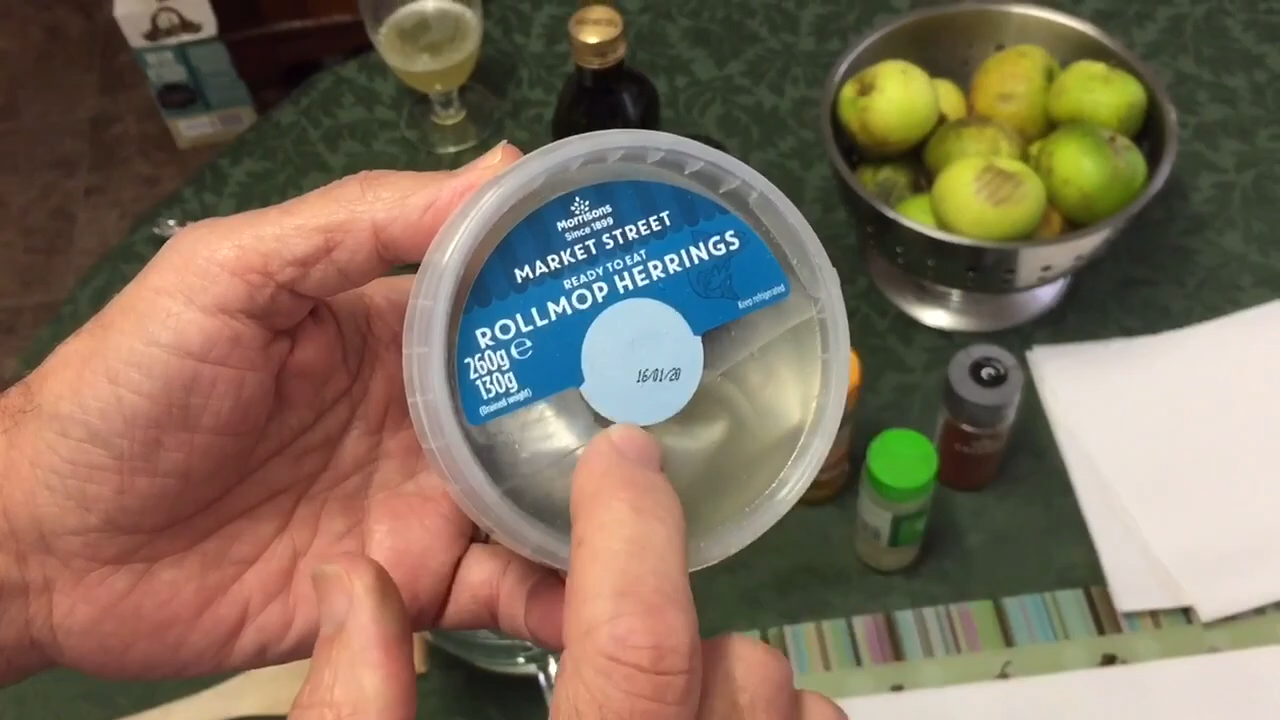 Morrisons
Since 1899
MARKET STREET
READY TO EAT
ROLLMOP HERRINGS
Keep refrigerated
260g e
130g
(Drained weight)
16/01/20